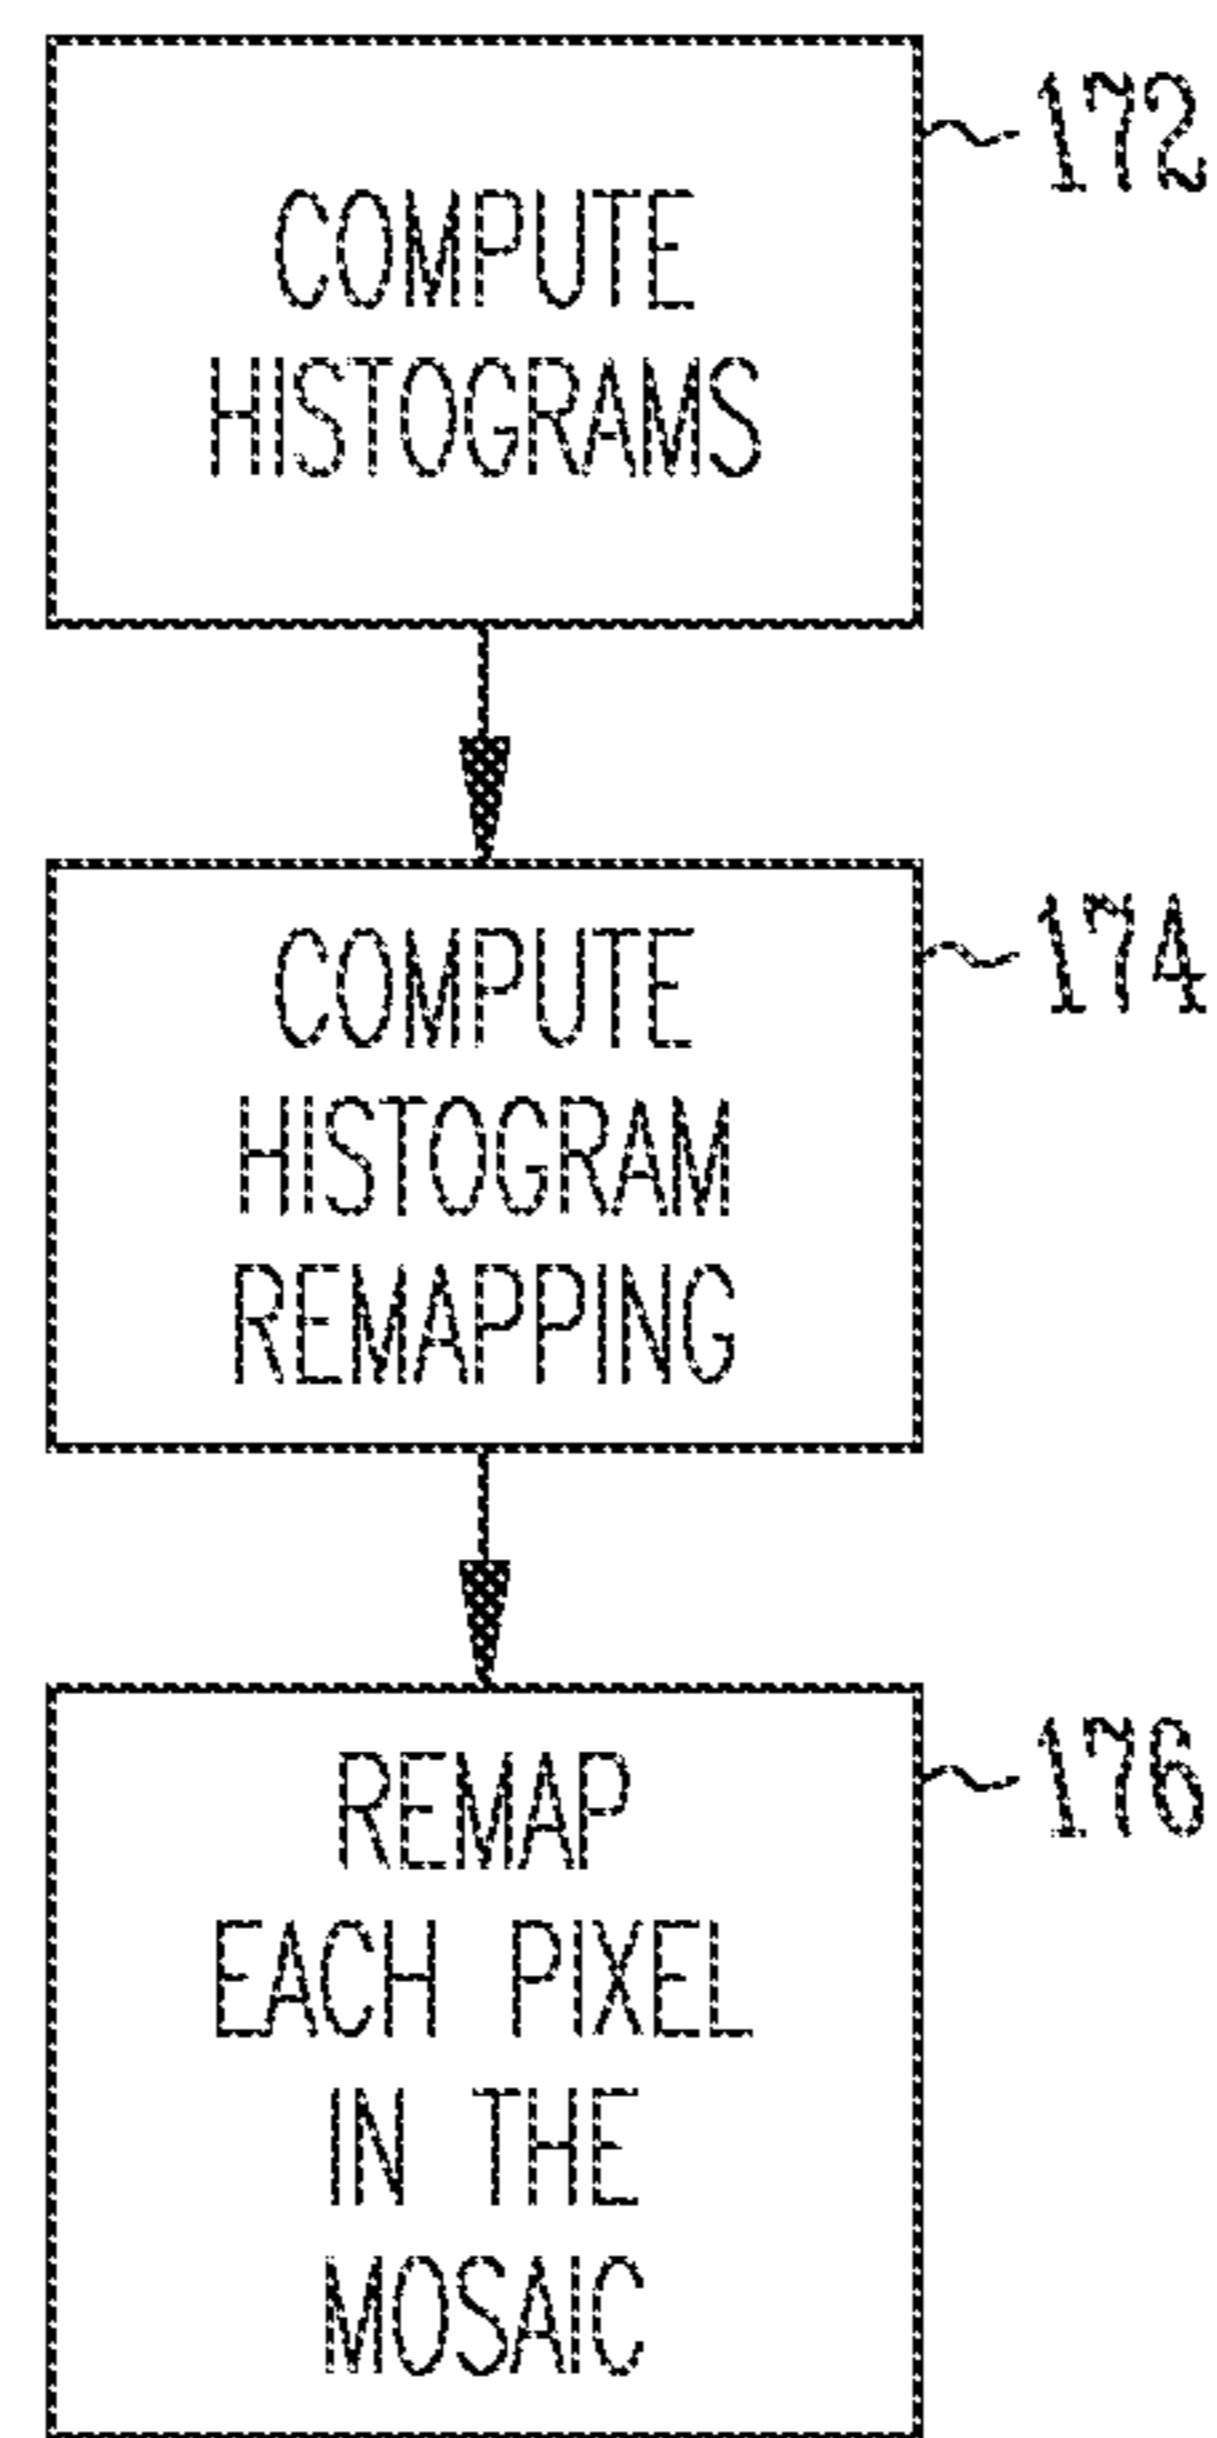 172
COMPUTE
HISTOGRAMS
174
COMPUTE
HISTOGRAM
REMAPPING
176
REMAP
EACH PIXEL
IN THE
MOSAIC